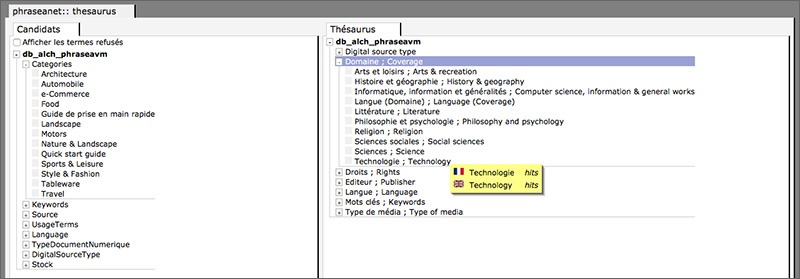 phraseanet:: thesaurus
Candidats
Afficher les termes refusés
db_alch_phraseavm
Categories
Architecture
Automobile
e-Commerce
Food
Guide de prise en main rapide
Landscape
Motors
Nature & Landscape
Quick start guide
Sports & Leisure
Style & Fashion
Tableware
Travel
Keywords
Source
UsageTerms
Language
TypeDocumentNumerique
DigitalSourceType
Stock
Thésaurus
db_alch_phraseavm
Digital source type
Domaine ; Coverage
Arts et loisirs ; Arts & recreation
Histoire et géographie ; History & geography
Informatique, information et généralités ; Computer science, information & general works
Langue (Domaine) ; Language (Coverage)
Littérature ; Literature
Philosophie et psychologie ; Philosophy and psychology
Religion ; Religion
Sciences sociales ; Social sciences
Sciences ; Science
Technologie ; Technology
Technologie hits
Technology hits
Droits ; Rights
Editeur ; Publisher
Langue ; Language
Mots clés ; Keywords
Type de média ; Type of media